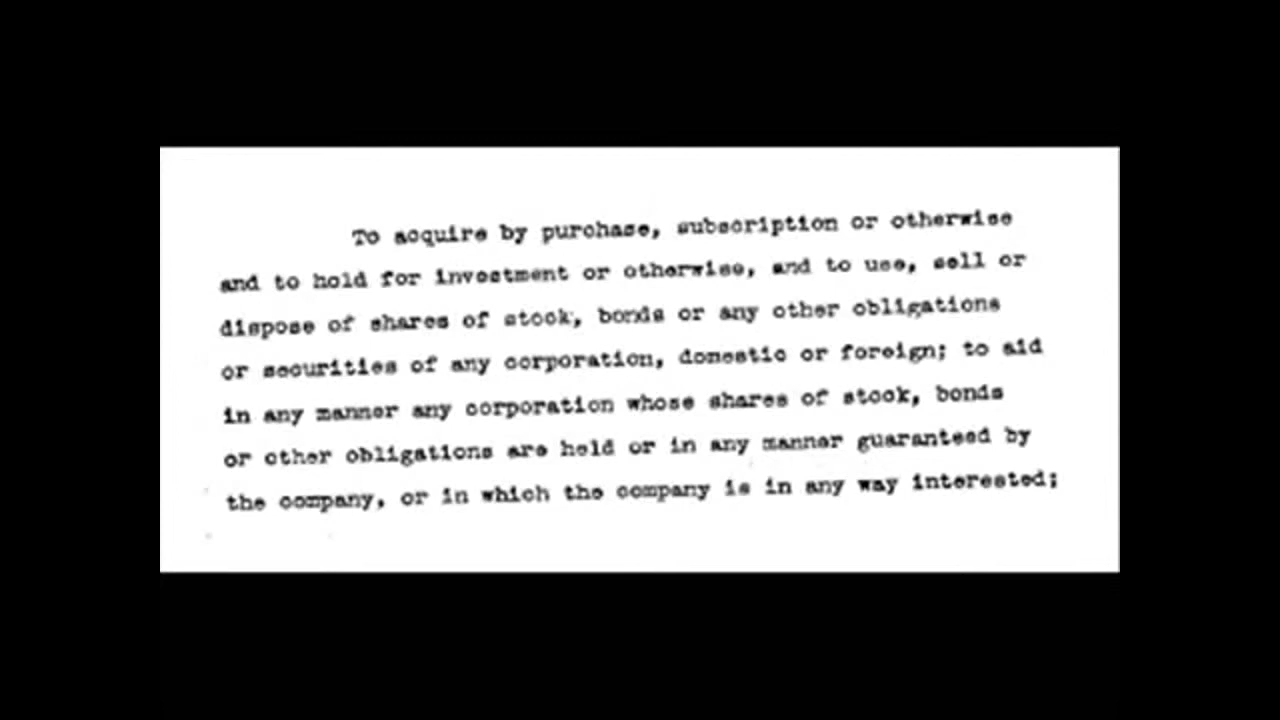 To acquire by purchase, subscription or otherwise
and to hold for investment or otherwise, and to use, sell or
dispose of shares of stock, bonds or any other obligations
or securities of any corporation, domestic or foreign; to aid
in any manner any corporation whose shares of stock, bonds
or other obligations are held or in any manner guaranteed by
the company, or in which the company is in any way interested;